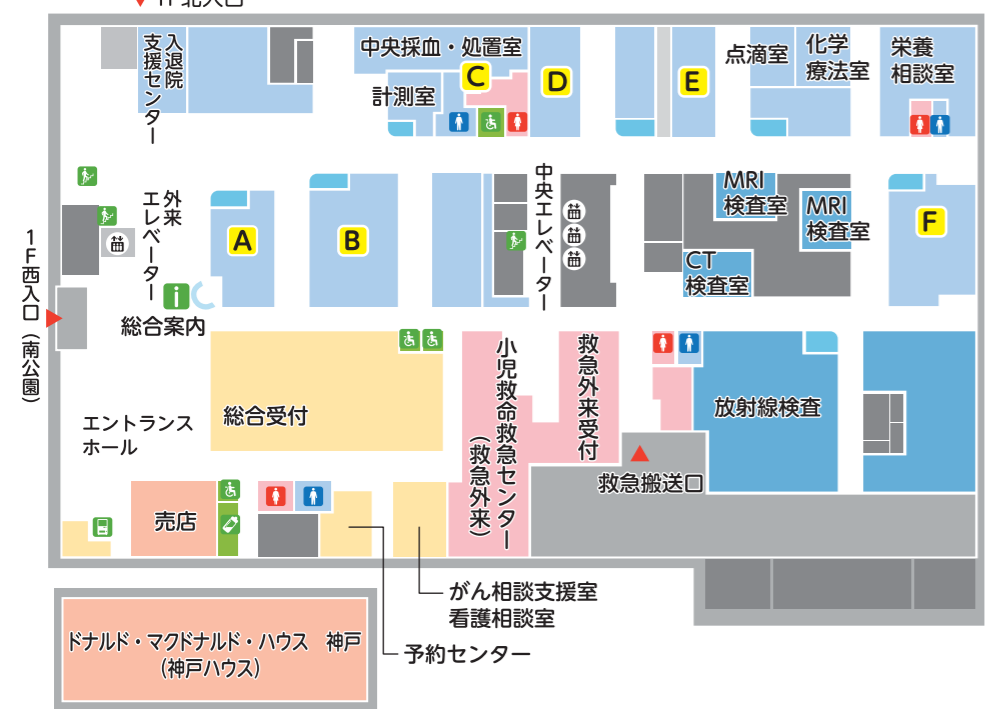 1F北入口
入退院
支援センター
中央採血・処置室
C
計測室
D
E
点滴室
化学
療法室
栄養
相談室
外来
エレベーター
A
B
中央エレベーター
MRI
検査室
MRI
検査室
CT
検査室
F
1F西入口（南公園）
i
総合案内
エントランス
ホール
総合受付
小児救命救急センター
（救急外来）
救急外来受付
放射線検査
救急搬送口
売店
がん相談支援室
看護相談室
予約センター
ドナルド・マクドナルド・ハウス　神戸
(神戸ハウス)